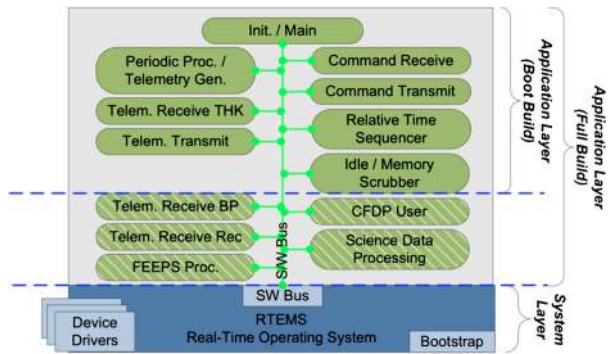 Init. / Main
Periodic Proc. /
Telemetry Gen.
Telem. Receive THK
Telem. Transmit
Command Receive
Command Transmit
Relative Time
Sequencer
Idle / Memory
Scrubber
Telem. Receive BP
Telem. Receive Rec
FEEPS Proc.
CFDP User
Science Data
Processing
S/W Bus
SW Bus
RTEMS
Real-Time Operating System
Device
Drivers
Bootstrap
Application Layer
(Boot Build)
Application Layer
(Full Build)
System
Layer